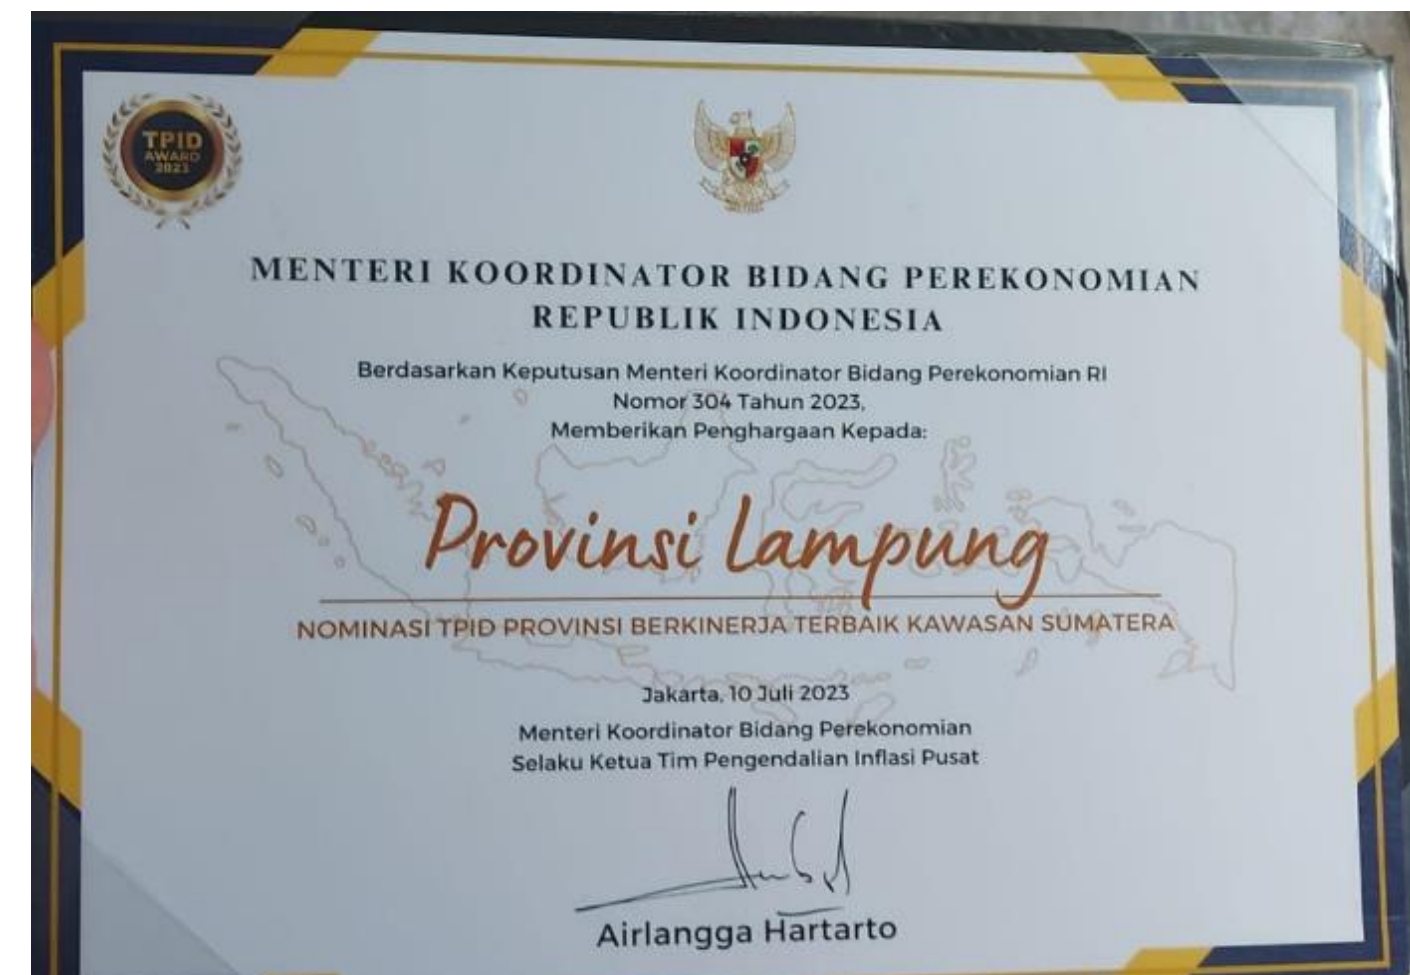 TPID
AWARD
2023
MENTERI KOORDINATOR BIDANG PEREKONOMIAN
REPUBLIK INDONESIA
Berdasarkan Keputusan Menteri Koordinator Bidang Perekonomian RI
Nomor 304 Tahun 2023,
Memberikan Penghargaan Kepada:
Provinsi Lampung
NOMINASI TPID PROVINSI BERKINERJA TERBAIK KAWASAN SUMATERA
Jakarta, 10 Juli 2023
Menteri Koordinator Bidang Perekonomian
Selaku Ketua Tim Pengendalian Inflasi Pusat
Airlangga Hartarto